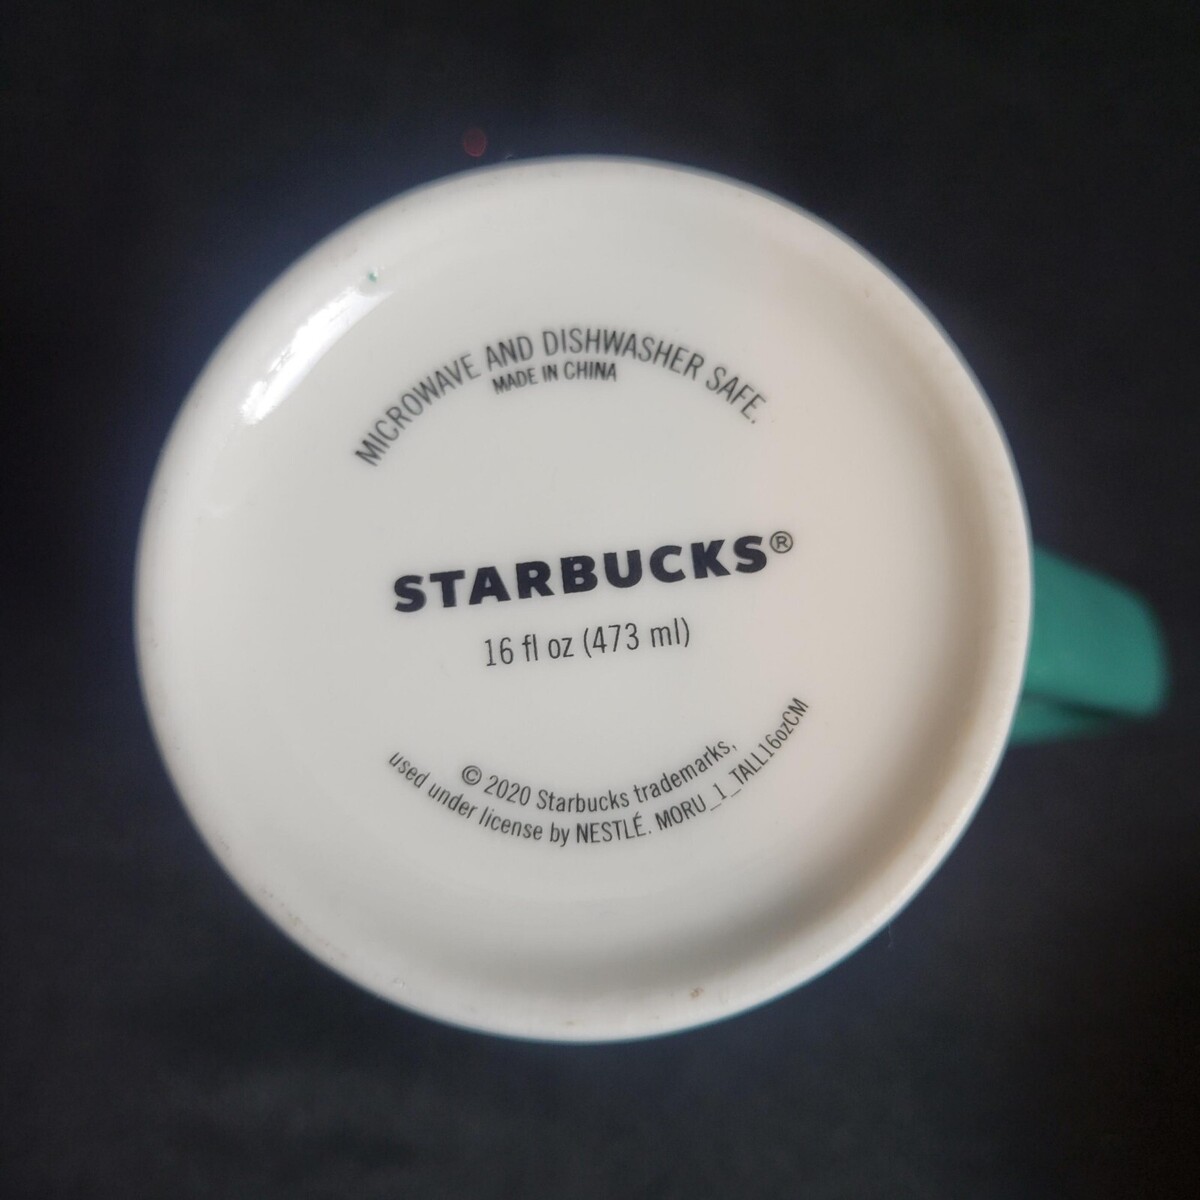 MICROWAVE AND DISHWASHER SAFE.
MADE IN CHINA
STARBUCKS®
16 fl oz (473 ml)
© 2020 Starbucks trademarks,
used under license by NESTLÉ. MORU_1_TALL16ozCM